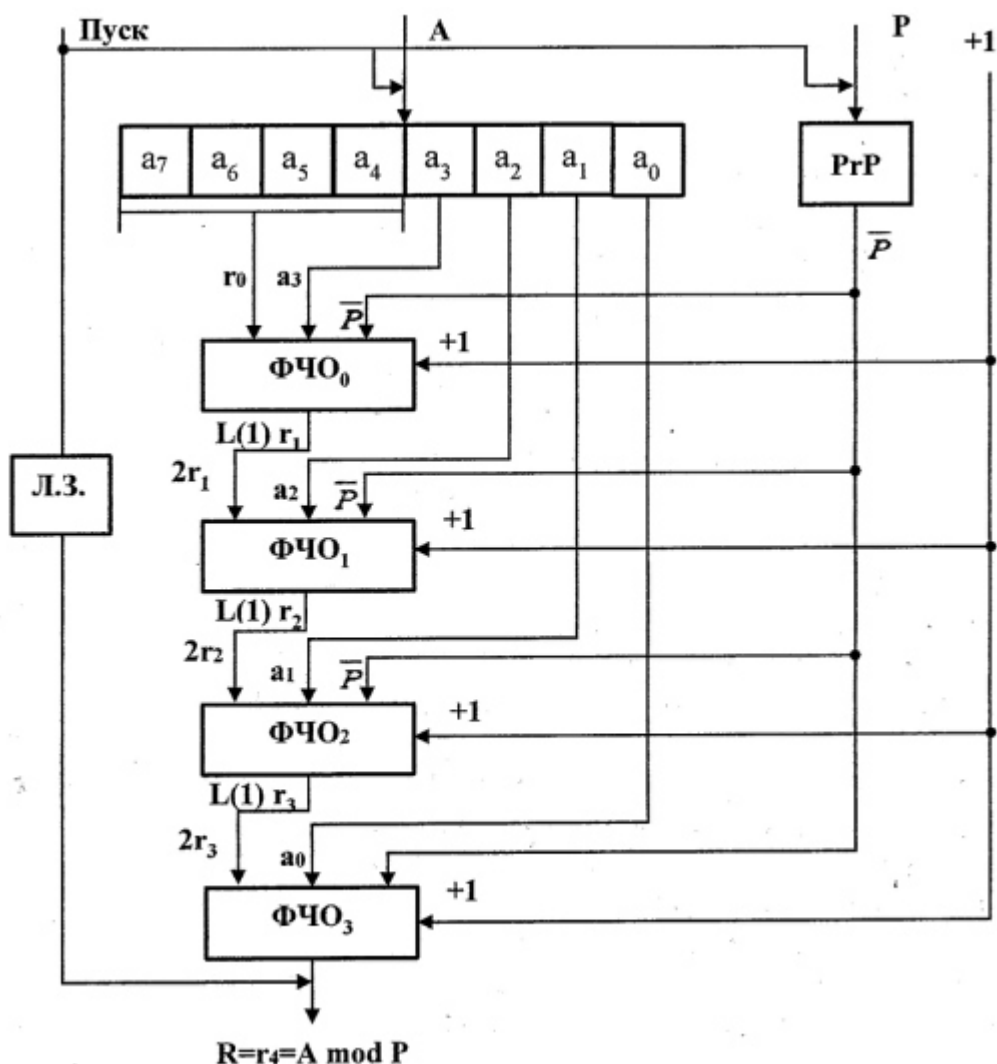 Пуск A P +1
a7 a6 a5 a4 a3 a2 a1 a0 PrP
P̅
r0 a3 P̅
+1
ФЧО0
L(1) r1
Л.З. 2r1 a2 P̅
+1
ФЧО1
L(1) r2
2r2 a1 P̅
+1
ФЧО2
L(1) r3
2r3 a0
+1
ФЧО3
R=r4=A mod P